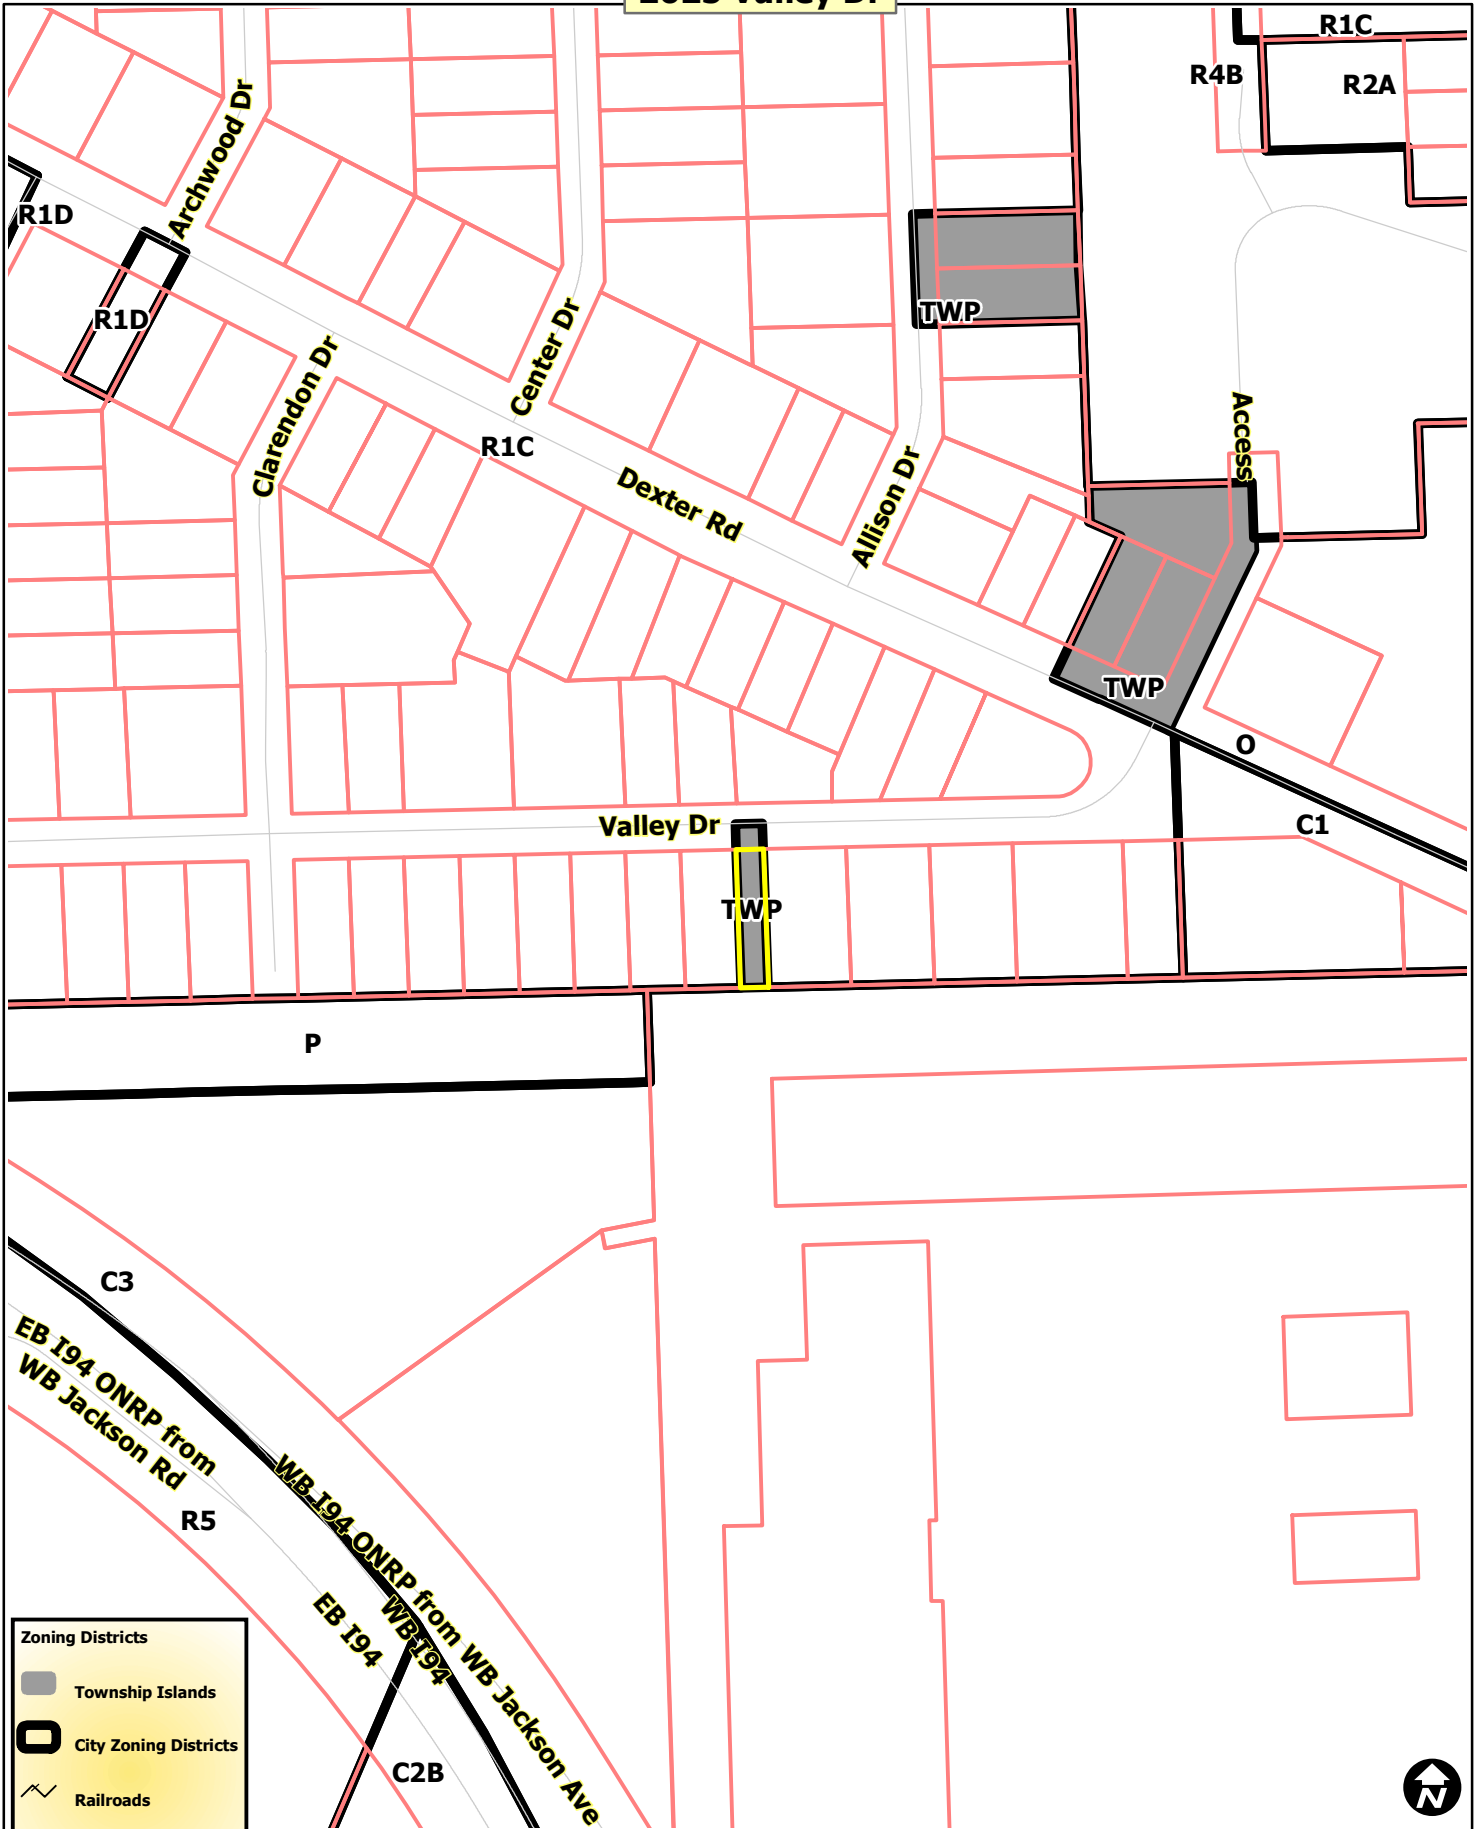 R1C
R4B
R2A
Archwood Dr
R1D
R1D
TWP
Center Dr
Clarendon Dr
Access
R1C
Dexter Rd
Allison Dr
TWP
O
Valley Dr
C1
TWP
P
C3
EB I94 ONRP from
WB Jackson Rd
WB I94 ONRP from WB Jackson Ave
R5
EB I94
WB I94
C2B
Zoning Districts
Township Islands
City Zoning Districts
Railroads
N